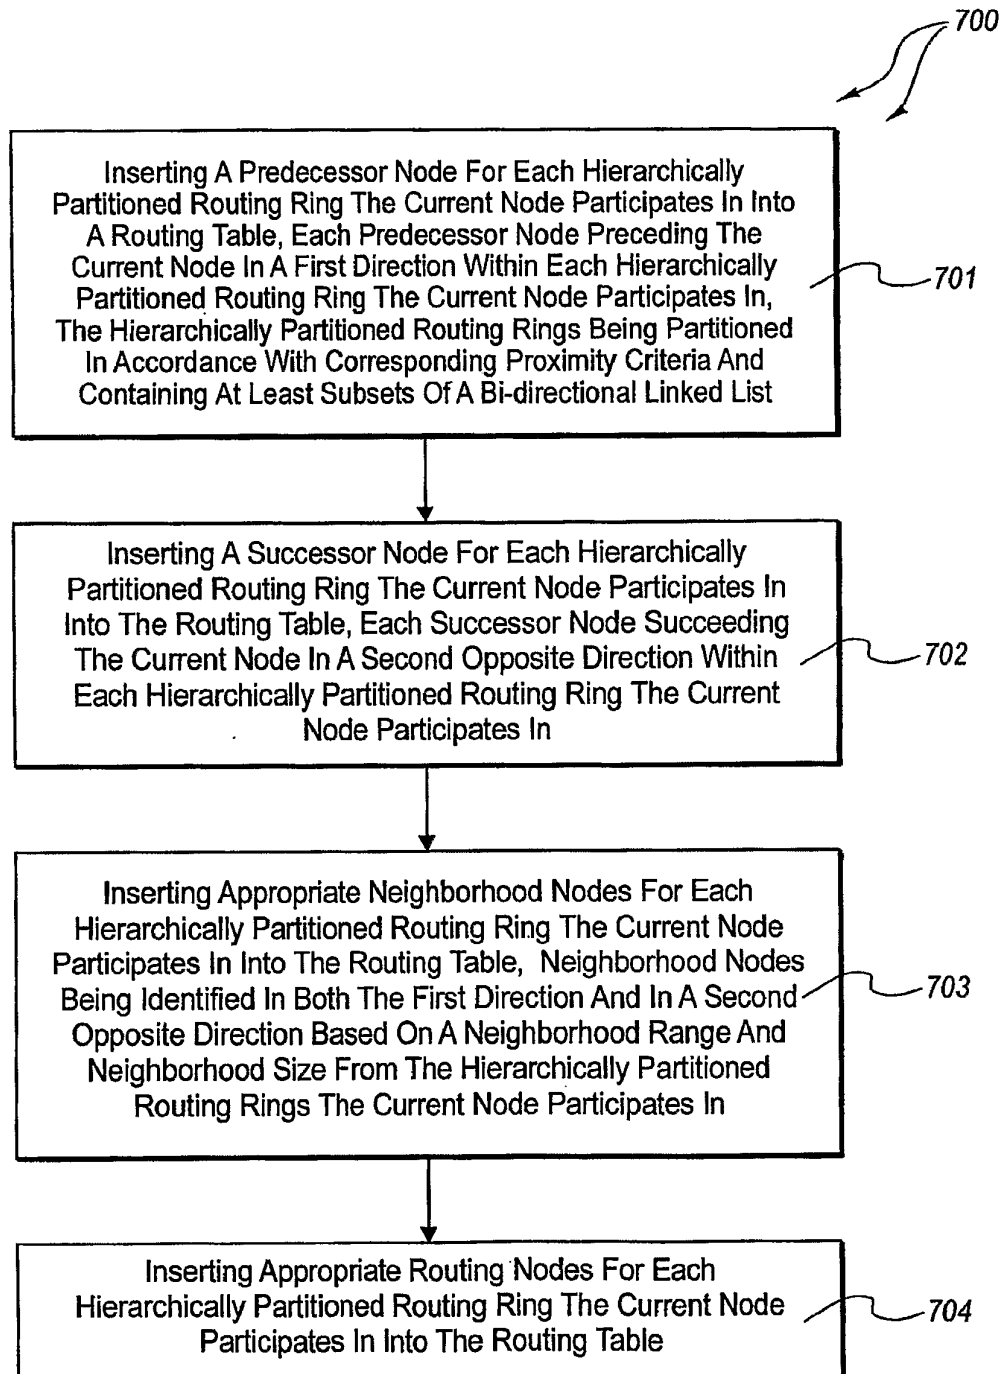 700
Inserting A Predecessor Node For Each Hierarchically
Partitioned Routing Ring The Current Node Participates In Into
A Routing Table, Each Predecessor Node Preceding The
Current Node In A First Direction Within Each Hierarchically
Partitioned Routing Ring The Current Node Participates In,
The Hierarchically Partitioned Routing Rings Being Partitioned
In Accordance With Corresponding Proximity Criteria And
Containing At Least Subsets Of A Bi-directional Linked List
701
Inserting A Successor Node For Each Hierarchically
Partitioned Routing Ring The Current Node Participates In
Into The Routing Table, Each Successor Node Succeeding
The Current Node In A Second Opposite Direction Within
Each Hierarchically Partitioned Routing Ring The Current
Node Participates In
702
Inserting Appropriate Neighborhood Nodes For Each
Hierarchically Partitioned Routing Ring The Current Node
Participates In Into The Routing Table, Neighborhood Nodes
Being Identified In Both The First Direction And In A Second
Opposite Direction Based On A Neighborhood Range And
Neighborhood Size From The Hierarchically Partitioned
Routing Rings The Current Node Participates In
703
Inserting Appropriate Routing Nodes For Each
Hierarchically Partitioned Routing Ring The Current Node
Participates In Into The Routing Table
704